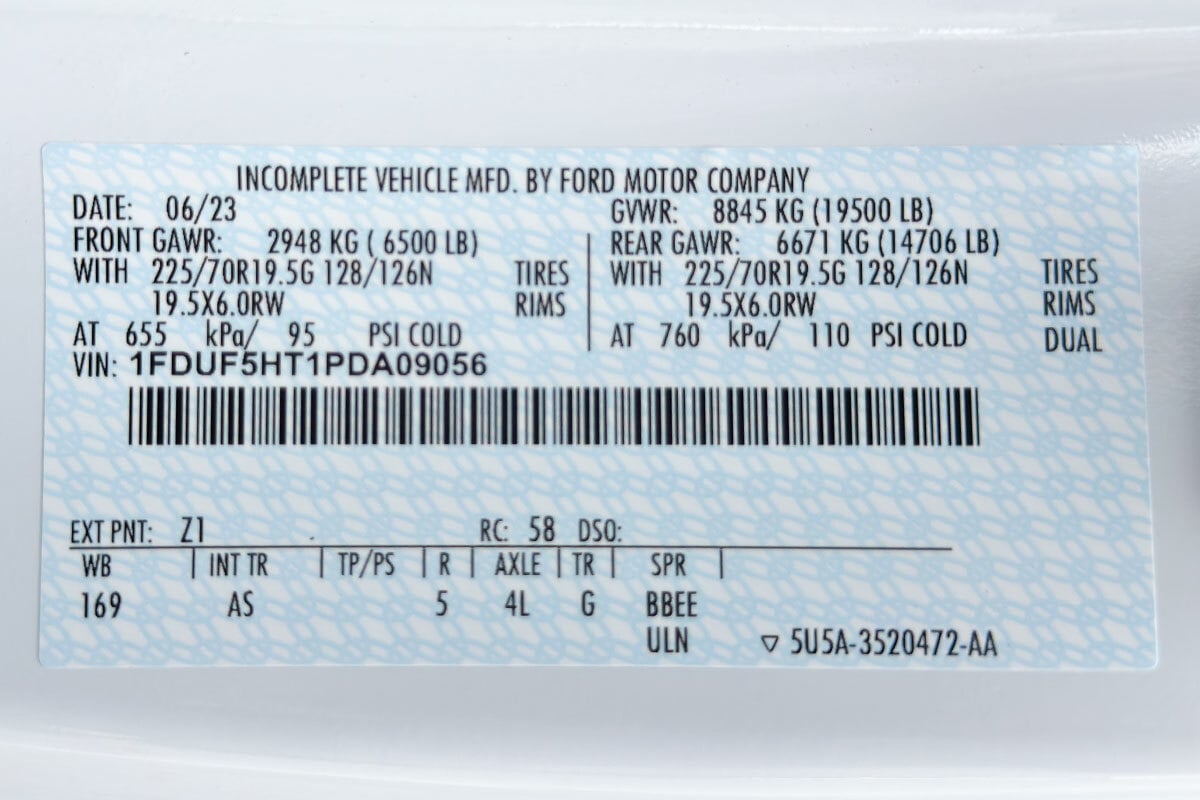 INCOMPLETE VEHICLE MFD. BY FORD MOTOR COMPANY
DATE: 06/23 GVWR: 8845 KG (19500 LB)
FRONT GAWR: 2948 KG ( 6500 LB) REAR GAWR: 6671 KG (14706 LB)
WITH 225/70R19.5G 128/126N TIRES WITH 225/70R19.5G 128/126N TIRES
19.5X6.0RW RIMS 19.5X6.0RW RIMS
AT 655 kPa/ 95 PSI COLD AT 760 kPa/ 110 PSI COLD DUAL
VIN: 1FDUF5HT1PDA09056
EXT PNT: Z1 RC: 58 DSO:
WB | INT TR | TP/PS | R | AXLE | TR | SPR |
169 AS 5 4L G BBEE
ULN ▽ 5U5A-3520472-AA